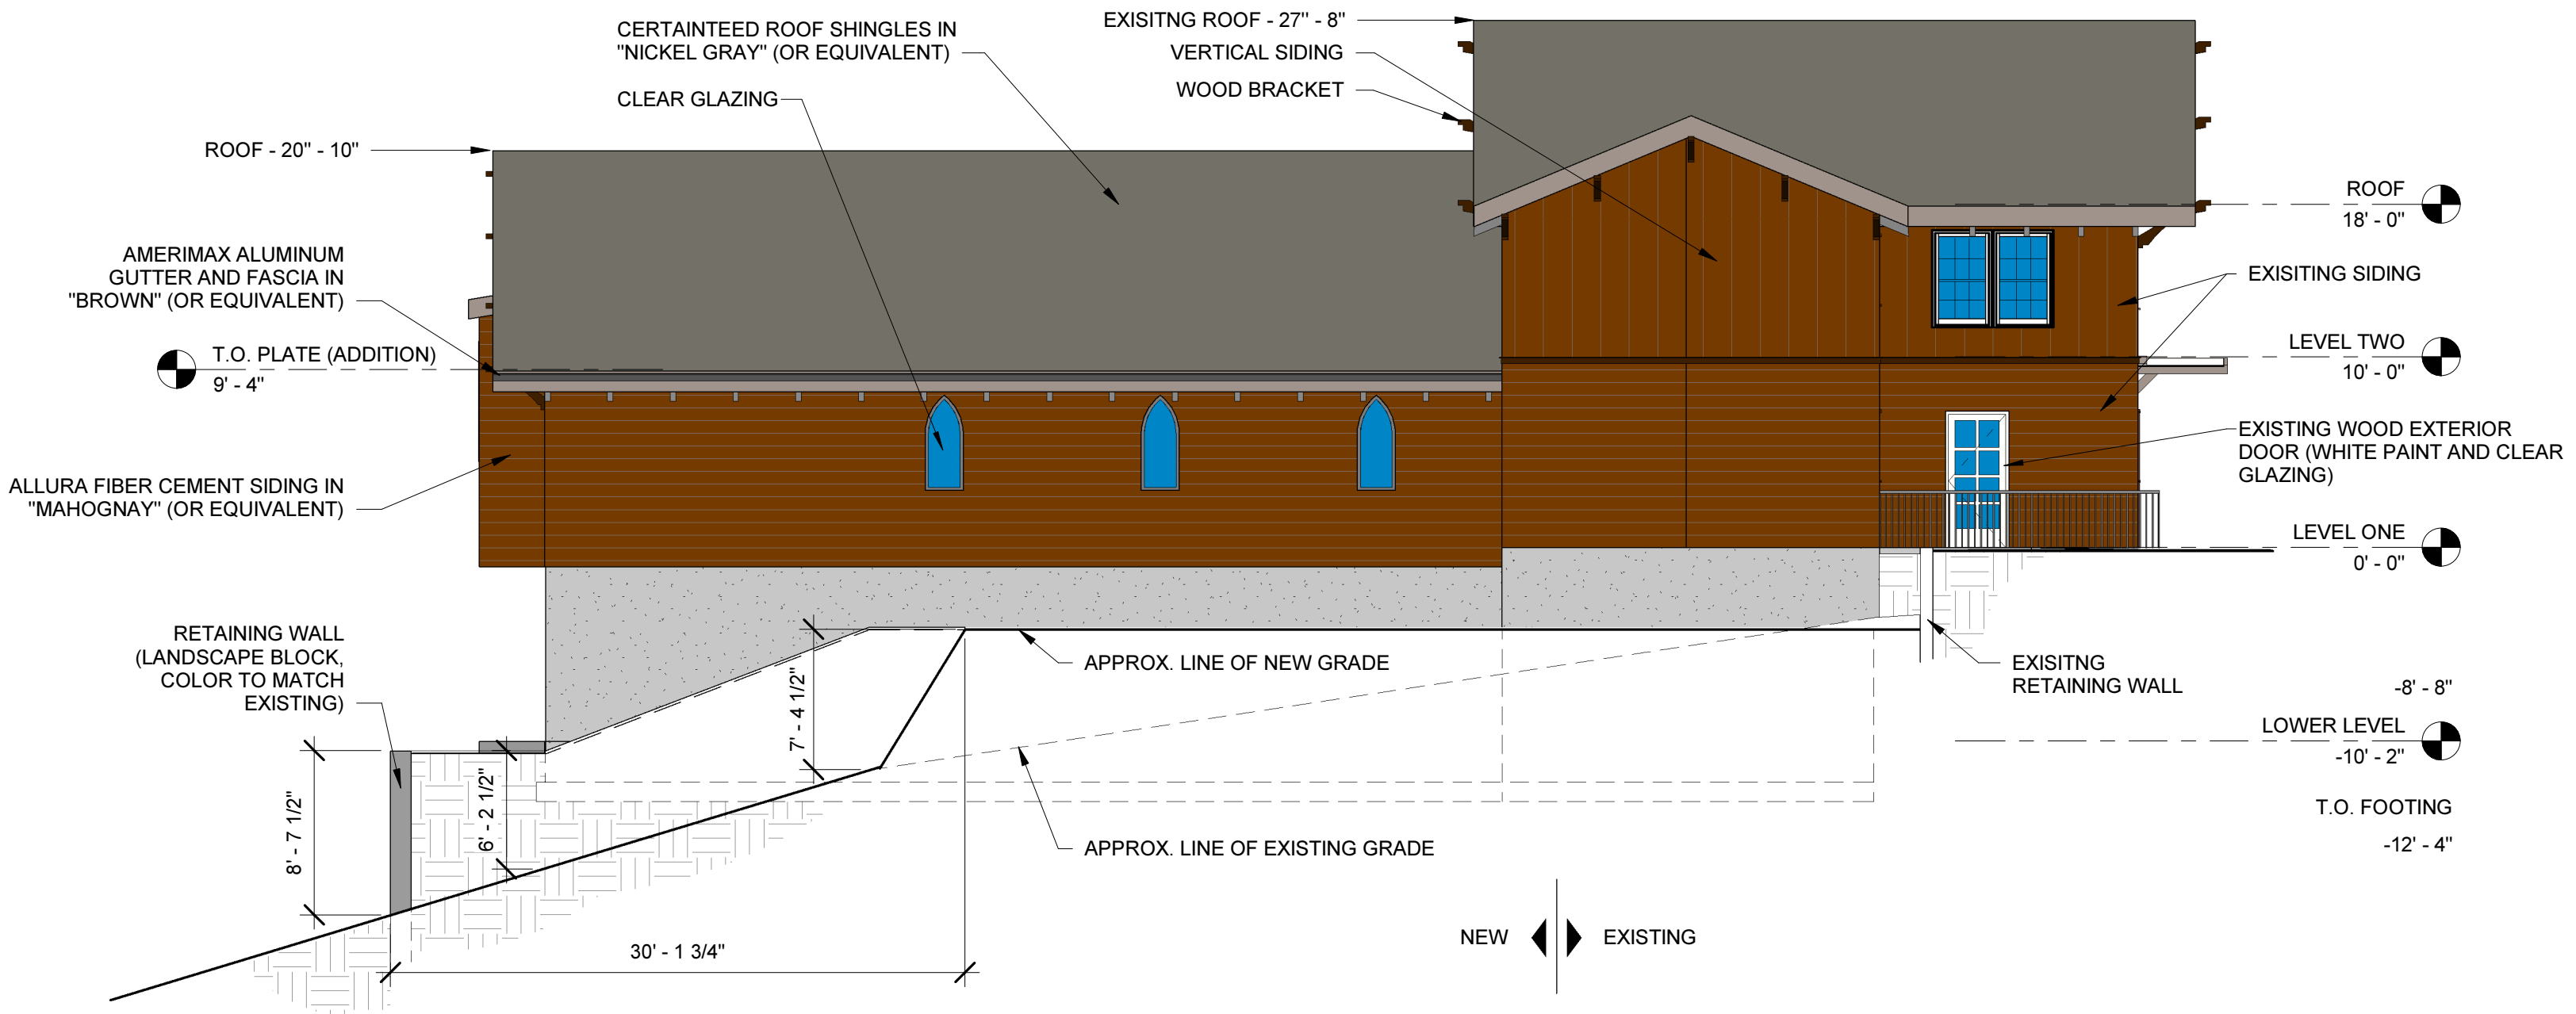 CERTAINTEED ROOF SHINGLES IN
"NICKEL GRAY" (OR EQUIVALENT)
CLEAR GLAZING
EXISITNG ROOF - 27" - 8"
VERTICAL SIDING
WOOD BRACKET
ROOF - 20" - 10"
AMERIMAX ALUMINUM
GUTTER AND FASCIA IN
"BROWN" (OR EQUIVALENT)
T.O. PLATE (ADDITION)
9' - 4"
ALLURA FIBER CEMENT SIDING IN
"MAHOGNAY" (OR EQUIVALENT)
RETAINING WALL
(LANDSCAPE BLOCK,
COLOR TO MATCH
EXISTING)
8' - 7 1/2"
6' - 2 1/2"
7' - 4 1/2"
30' - 1 3/4"
APPROX. LINE OF NEW GRADE
APPROX. LINE OF EXISTING GRADE
NEW
EXISTING
ROOF
18' - 0"
EXISITING SIDING
LEVEL TWO
10' - 0"
EXISTING WOOD EXTERIOR
DOOR (WHITE PAINT AND CLEAR
GLAZING)
LEVEL ONE
0' - 0"
EXISITNG
RETAINING WALL
-8' - 8"
LOWER LEVEL
-10' - 2"
T.O. FOOTING
-12' - 4"